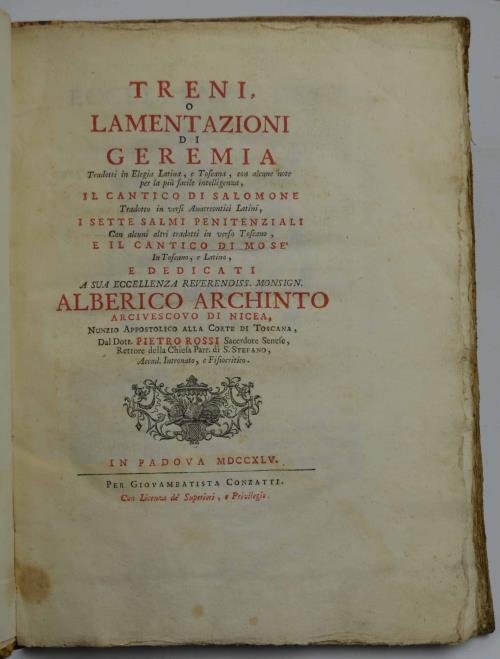 TRENI,
O
LAMENTAZIONI
DI
GEREMIA
Tradotti in Elegia Latina, e Toscana, con alcune note
per la più facile intelligenza,
IL CANTICO DI SALOMONE
Tradotto in versi Anacreontici Latini,
I SETTE SALMI PENITENZIALI
Con alcuni altri tradotti in verso Toscano,
E IL CANTICO DI MOSE'
In Toscano, e Latino,
E DEDICATI
A SUA ECCELLENZA REVERENDISS. MONSIGN.
ALBERICO ARCHINTO
ARCIVESCOVO DI NICEA,
NUNZIO APPOSTOLICO ALLA CORTE DI TOSCANA,
Dal Dott. PIETRO ROSSI Sacerdote Senese,
Rettore della Chiesa Parr. di S. STEFANO,
Accad. Intronato, e Fisiocritico.
IN PADOVA MDCCXLV.
PER GIOVAMBATISTA CONZATTI.
Con Licenza de' Superiori, e Privilegio.